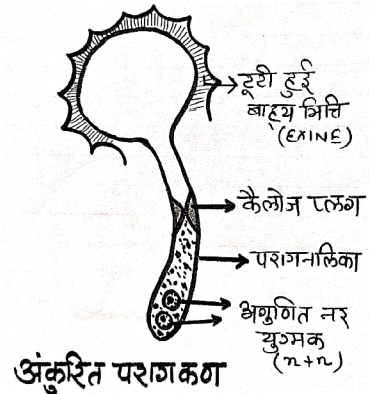 टूटी हुई
बाह्य भित्ति
(EXINE)
कैलोज प्लग
परागनलिका
अगुणित नर
युग्मक
(n+n)
अंकुरित परागकण